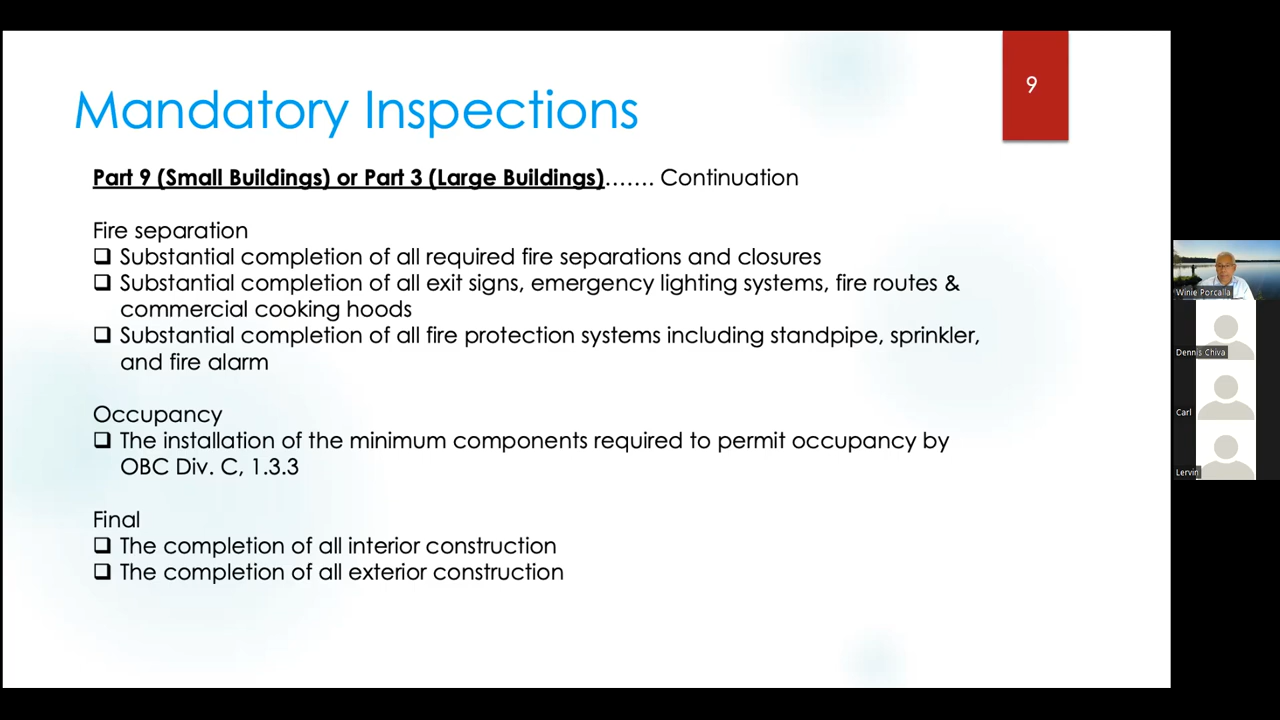 9
Mandatory Inspections
Part 9 (Small Buildings) or Part 3 (Large Buildings)……. Continuation
Fire separation
❑ Substantial completion of all required fire separations and closures
❑ Substantial completion of all exit signs, emergency lighting systems, fire routes &
commercial cooking hoods
❑ Substantial completion of all fire protection systems including standpipe, sprinkler,
and fire alarm
Occupancy
❑ The installation of the minimum components required to permit occupancy by
OBC Div. C, 1.3.3
Final
❑ The completion of all interior construction
❑ The completion of all exterior construction
Winie Porcalla
Dennis Chiva
Carl
Lervin